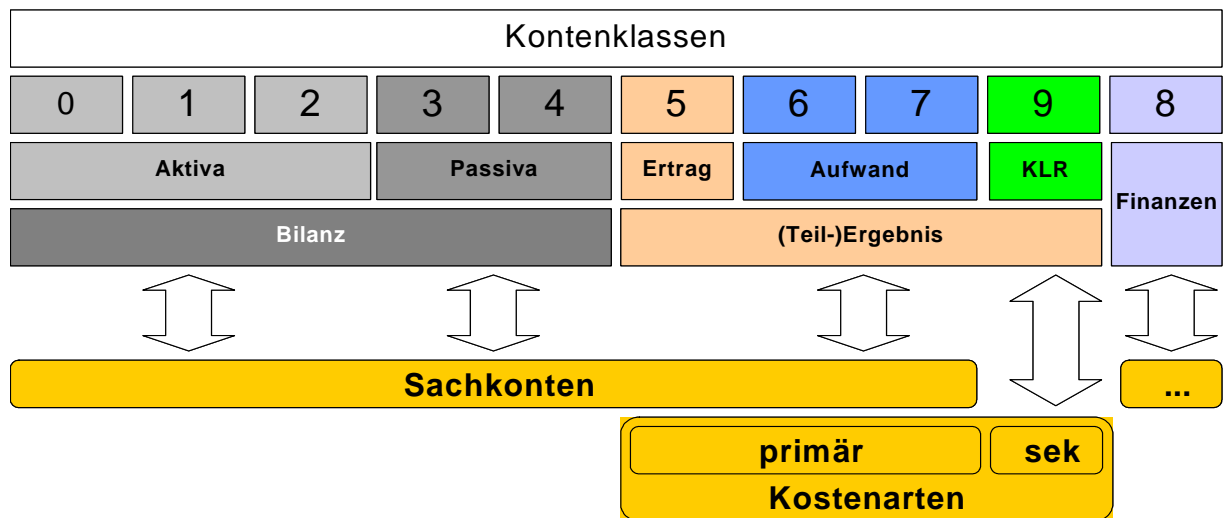 Kontenklassen
0 1 2 3 4 5 6 7 9 8
Aktiva Passiva Ertrag Aufwand KLR Finanzen
Bilanz (Teil-)Ergebnis
Sachkonten ...
primär sek
Kostenarten